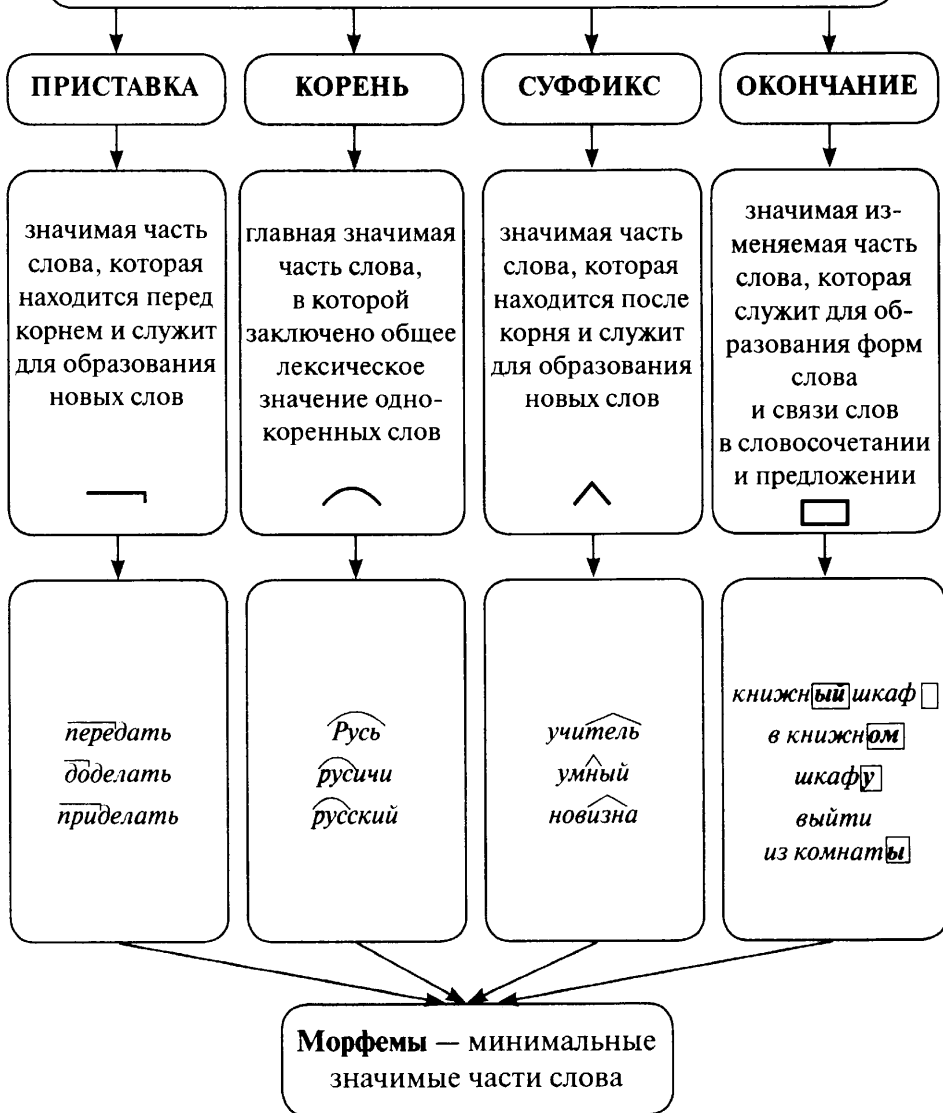 ПРИСТАВКА
КОРЕНЬ
СУФФИКС
ОКОНЧАНИЕ
значимая часть
слова, которая
находится перед
корнем и служит
для образования
новых слов
главная значимая
часть слова,
в которой
заключено общее
лексическое
значение одно-
коренных слов
значимая часть
слова, которая
находится после
корня и служит
для образования
новых слов
значимая из-
меняемая часть
слова, которая
служит для об-
разования форм
слова
и связи слов
в словосочетании
и предложении
передать
доделать
приделать
Русь
русичи
русский
учитель
умный
новизна
книжный шкаф
в книжном
шкафу
выйти
из комнаты
Морфемы — минимальные
значимые части слова